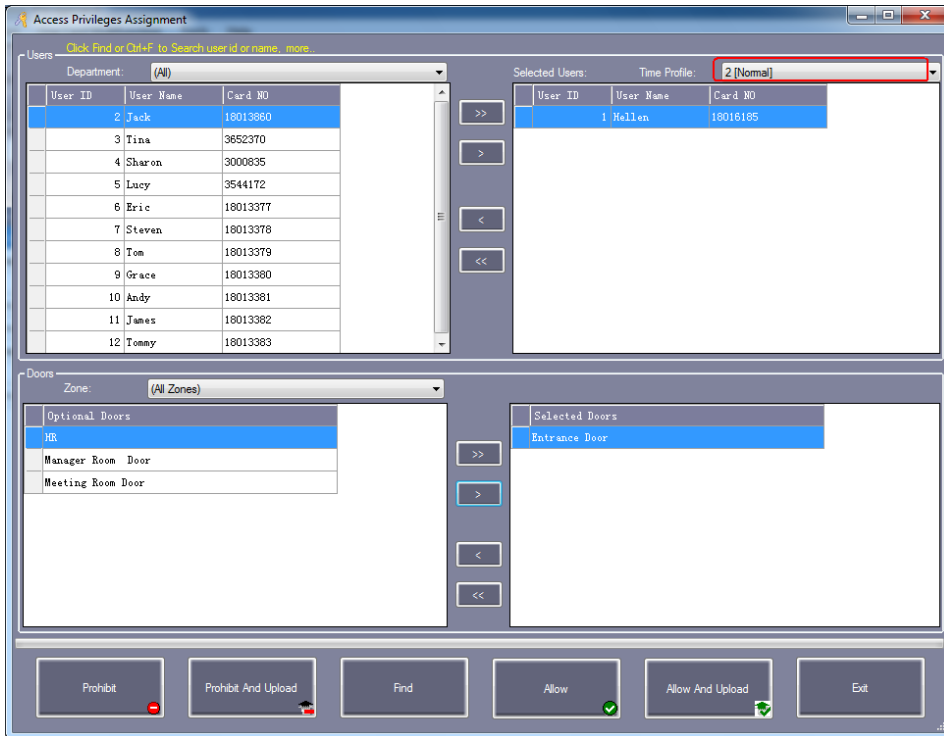 Access Privileges Assignment
Click Find or Ctrl+F to Search user id or name, more..
Users
Department: (All)
Selected Users: Time Profile: 2 [Normal]
User ID User Name Card NO
2 Jack 18013860
3 Tina 3652370
4 Sharon 3000835
5 Lucy 3544172
6 Eric 18013377
7 Steven 18013378
8 Tom 18013379
9 Grace 18013380
10 Andy 18013381
11 James 18013382
12 Tommy 18013383
>>
>
<
<<
User ID User Name Card NO
1 Hellen 18016185
Doors
Zone: (All Zones)
Optional Doors
HR
Manager Room Door
Meeting Room Door
>>
>
<
<<
Selected Doors
Entrance Door
Prohibit
Prohibit And Upload
Find
Allow
Allow And Upload
Exit